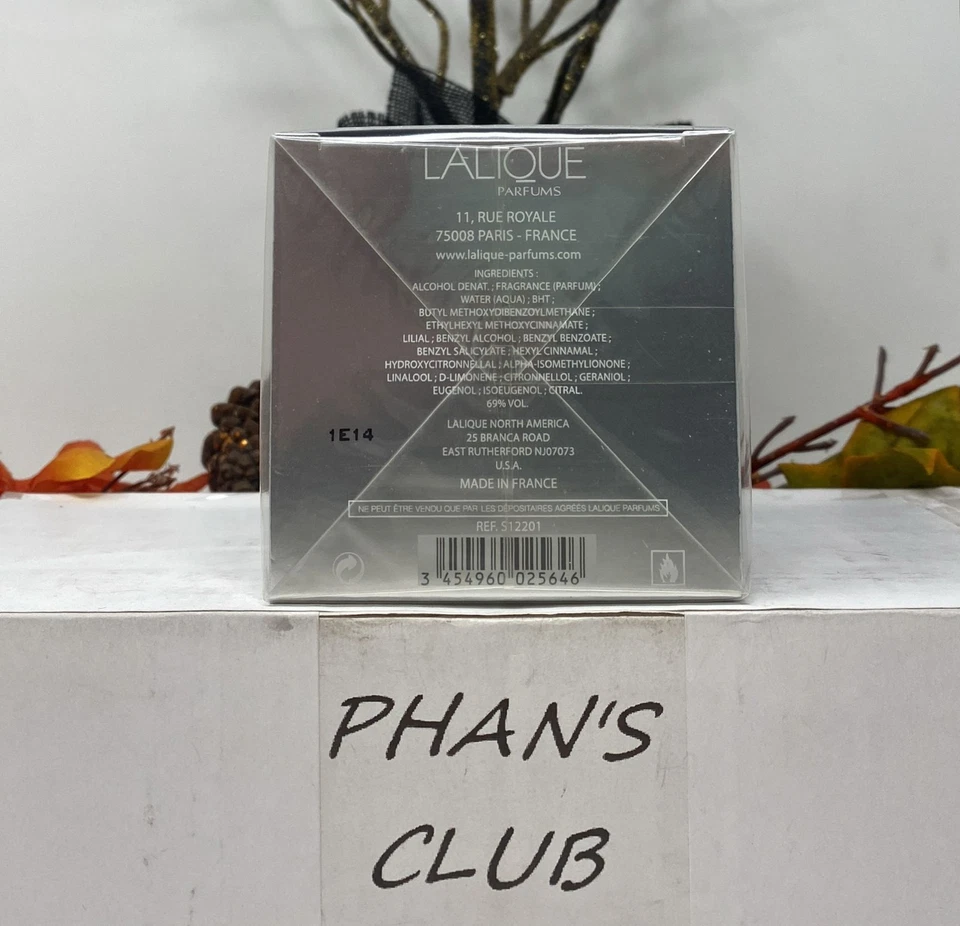 LALIQUE
PARFUMS
11, RUE ROYALE
75008 PARIS - FRANCE
www.lalique-parfums.com
INGREDIENTS :
ALCOHOL DENAT. ; FRAGRANCE (PARFUM) ;
WATER (AQUA) ; BHT ;
BUTYL METHOXYDIBENZOYLMETHANE ;
ETHYLHEXYL METHOXYCINNAMATE ;
LILIAL ; BENZYL ALCOHOL ; BENZYL BENZOATE ;
BENZYL SALICYLATE ; HEXYL CINNAMAL ;
HYDROXYCITRONNELLAL ; ALPHA-ISOMETHYLIONONE ;
LINALOOL ; D-LIMONENE ; CITRONNELLOL ; GERANIOL ;
EUGENOL ; ISOEUGENOL ; CITRAL.
69% VOL.
1E14
LALIQUE NORTH AMERICA
25 BRANCA ROAD
EAST RUTHERFORD NJ07073
U.S.A.
MADE IN FRANCE
NE PEUT ÊTRE VENDU QUE PAR LES DÉPOSITAIRES AGRÉÉS LALIQUE PARFUMS.
REF. S12201
3 454960 025646
PHAN'S
CLUB